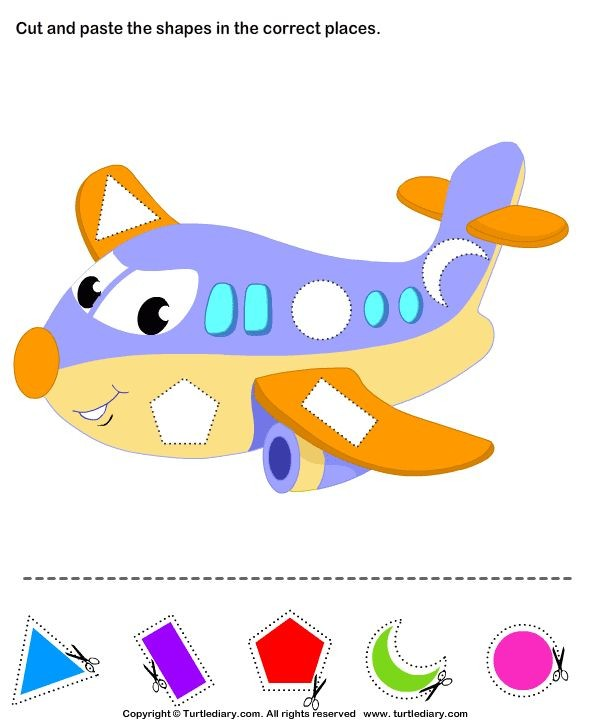 Cut and paste the shapes in the correct places.
Copyright © Turtlediary.com. All rights reserved www.turtlediary.com